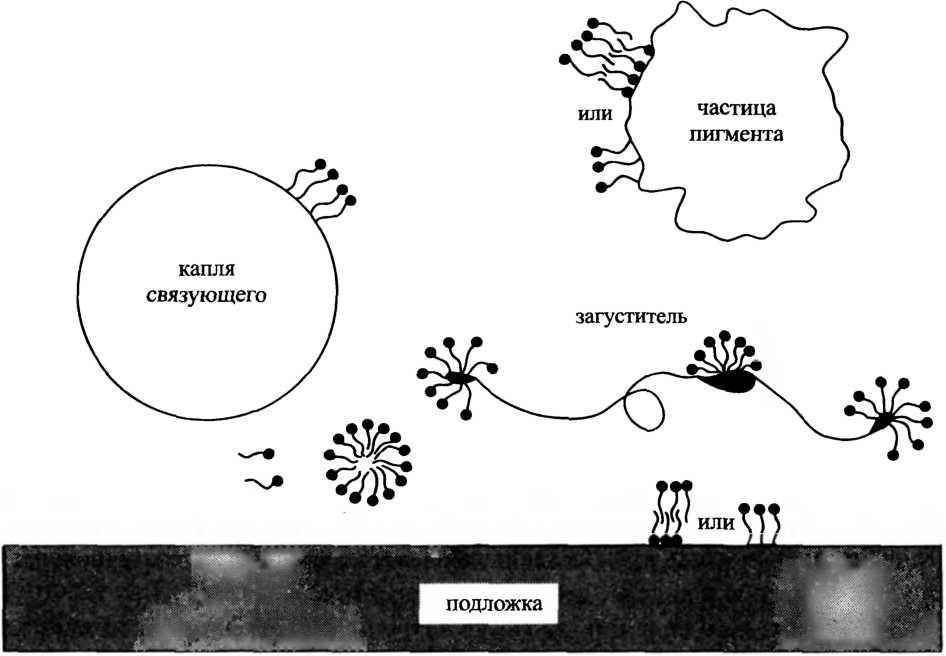 частица
пигмента
или
капля
связующего
загуститель
или
подложка